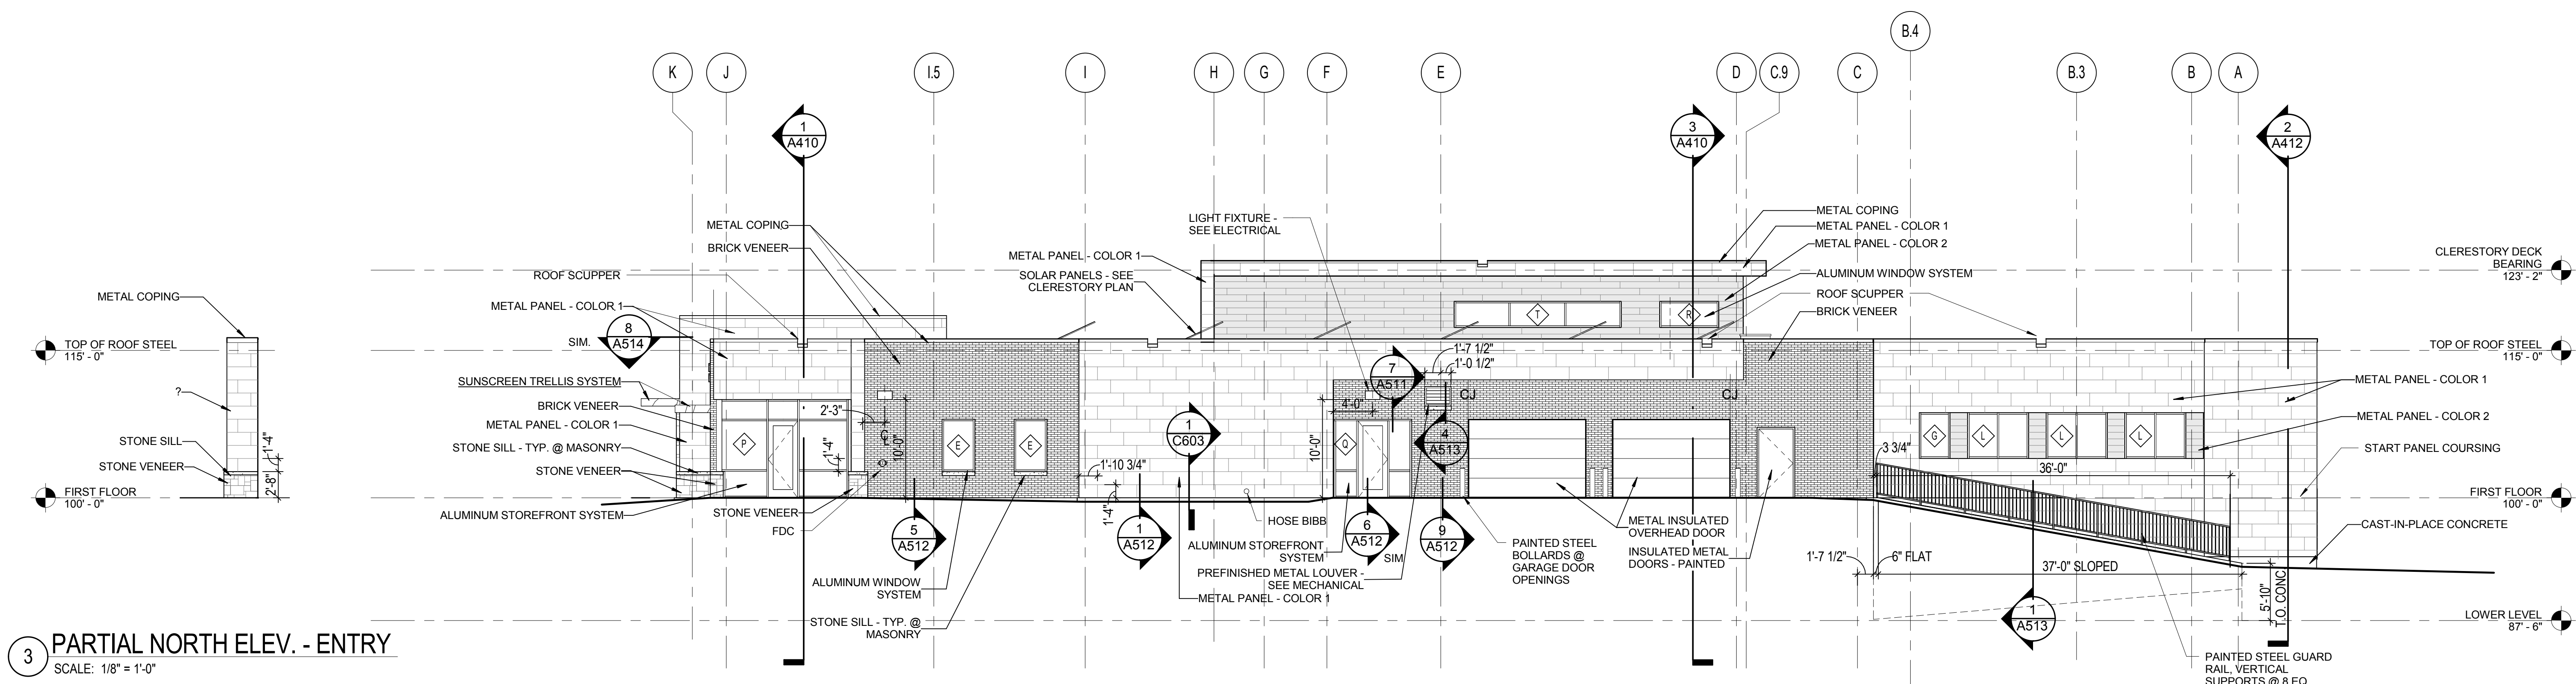 K
J
I.5
I
H
G
F
E
D
C.9
C
B.4
B.3
B
A
1
A410
3
A410
2
A412
METAL COPING
BRICK VENEER
ROOF SCUPPER
METAL PANEL - COLOR 1
8
A514
SIM.
SUNSCREEN TRELLIS SYSTEM
BRICK VENEER
METAL PANEL - COLOR 1
STONE SILL - TYP. @ MASONRY
STONE VENEER
ALUMINUM STOREFRONT SYSTEM
METAL COPING
TOP OF ROOF STEEL
115' - 0"
?
STONE SILL
STONE VENEER
1'-4"
2'-8"
FIRST FLOOR
100' - 0"
LIGHT FIXTURE -
SEE ELECTRICAL
METAL PANEL - COLOR 1
SOLAR PANELS - SEE
CLERESTORY PLAN
METAL COPING
METAL PANEL - COLOR 1
METAL PANEL - COLOR 2
ALUMINUM WINDOW SYSTEM
ROOF SCUPPER
BRICK VENEER
T
R
CLERESTORY DECK
BEARING
123' - 2"
TOP OF ROOF STEEL
115' - 0"
METAL PANEL - COLOR 1
METAL PANEL - COLOR 2
START PANEL COURSING
FIRST FLOOR
100' - 0"
CAST-IN-PLACE CONCRETE
LOWER LEVEL
87' - 6"
P
2'-3"
1'-4"
10'-0"
E
E
STONE VENEER
FDC
5
A512
ALUMINUM WINDOW
SYSTEM
STONE SILL - TYP. @
MASONRY
1'-10 3/4"
1'-4"
1
A512
1
C603
HOSE BIBB
ALUMINUM STOREFRONT
SYSTEM
PREFINISHED METAL LOUVER -
SEE MECHANICAL
METAL PANEL - COLOR 1
7
A511
1'-7 1/2"
1'-0 1/2"
4'-0"
10'-0"
Q
CJ
CJ
4
A513
6
A512
SIM
9
A512
PAINTED STEEL
BOLLARDS @
GARAGE DOOR
OPENINGS
METAL INSULATED
OVERHEAD DOOR
INSULATED METAL
DOORS - PAINTED
G
L
L
L
3 3/4"
36'-0"
1'-7 1/2"
6" FLAT
37'-0" SLOPED
5'-10"
T.O. CONC.
1
A513
PAINTED STEEL GUARD
RAIL, VERTICAL
SUPPORTS @ 8 EQ
3
PARTIAL NORTH ELEV. - ENTRY
SCALE: 1/8" = 1'-0"